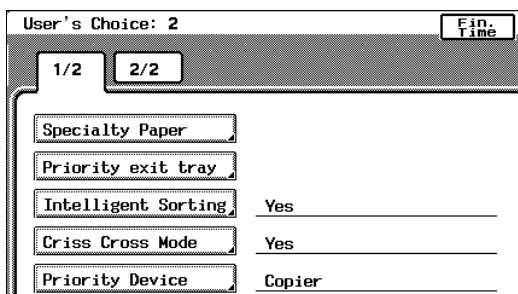 User's Choice: 2
Fin.
Time
1/2 2/2
Specialty Paper
Priority exit tray
Intelligent Sorting Yes
Criss Cross Mode Yes
Priority Device Copier